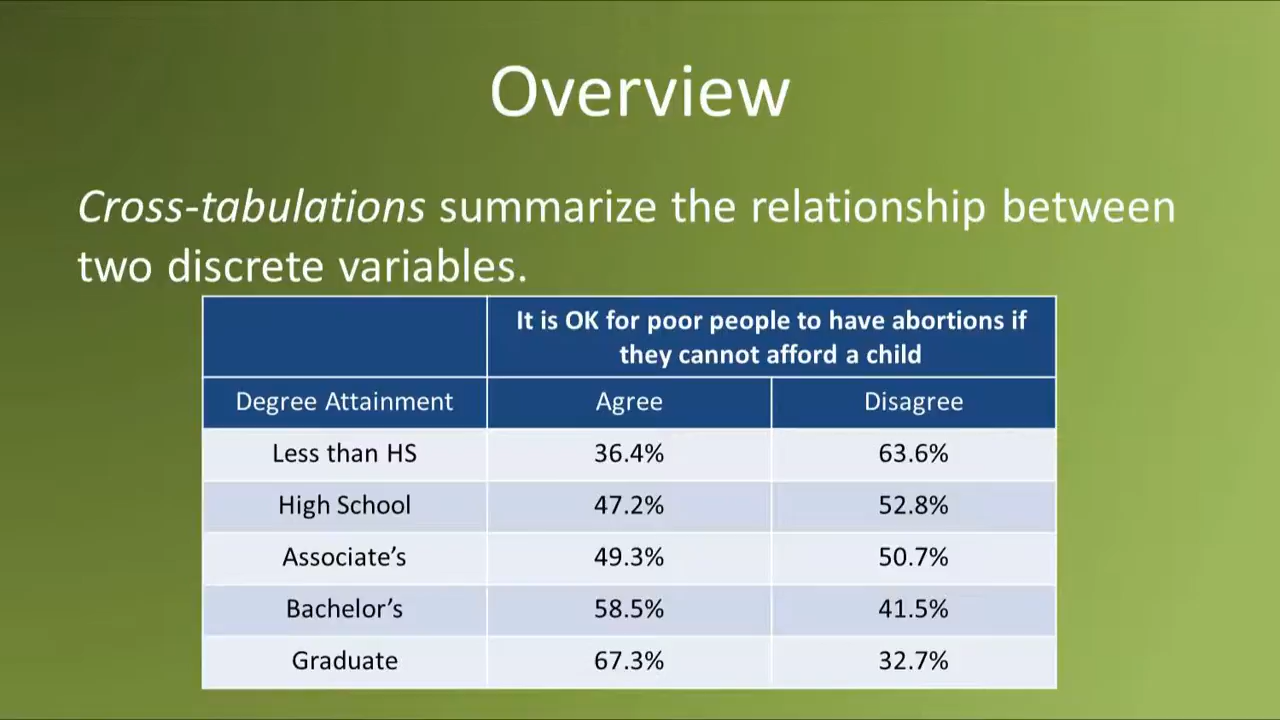 Overview
Cross-tabulations summarize the relationship between
two discrete variables.
It is OK for poor people to have abortions if
they cannot afford a child
Degree Attainment Agree Disagree
Less than HS 36.4% 63.6%
High School 47.2% 52.8%
Associate’s 49.3% 50.7%
Bachelor’s 58.5% 41.5%
Graduate 67.3% 32.7%